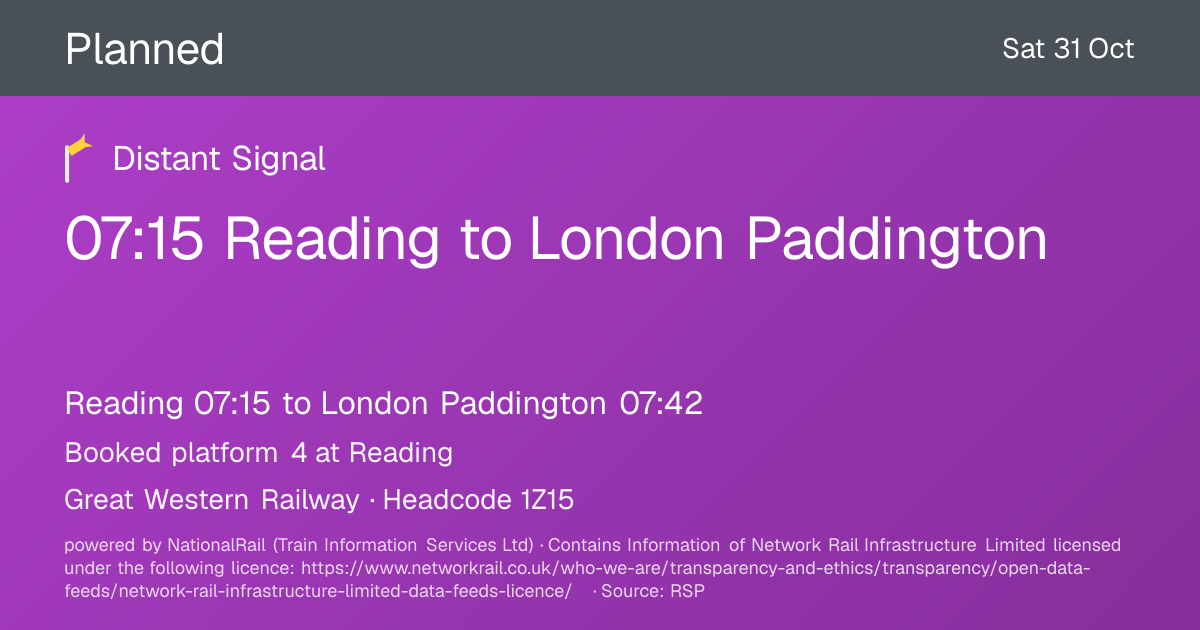 Planned
Sat 31 Oct
Distant Signal
07:15 Reading to London Paddington
Reading 07:15 to London Paddington 07:42
Booked platform 4 at Reading
Great Western Railway · Headcode 1Z15
powered by NationalRail (Train Information Services Ltd) · Contains Information of Network Rail Infrastructure Limited licensed
under the following licence: https://www.networkrail.co.uk/who-we-are/transparency-and-ethics/transparency/open-data-
feeds/network-rail-infrastructure-limited-data-feeds-licence/ · Source: RSP